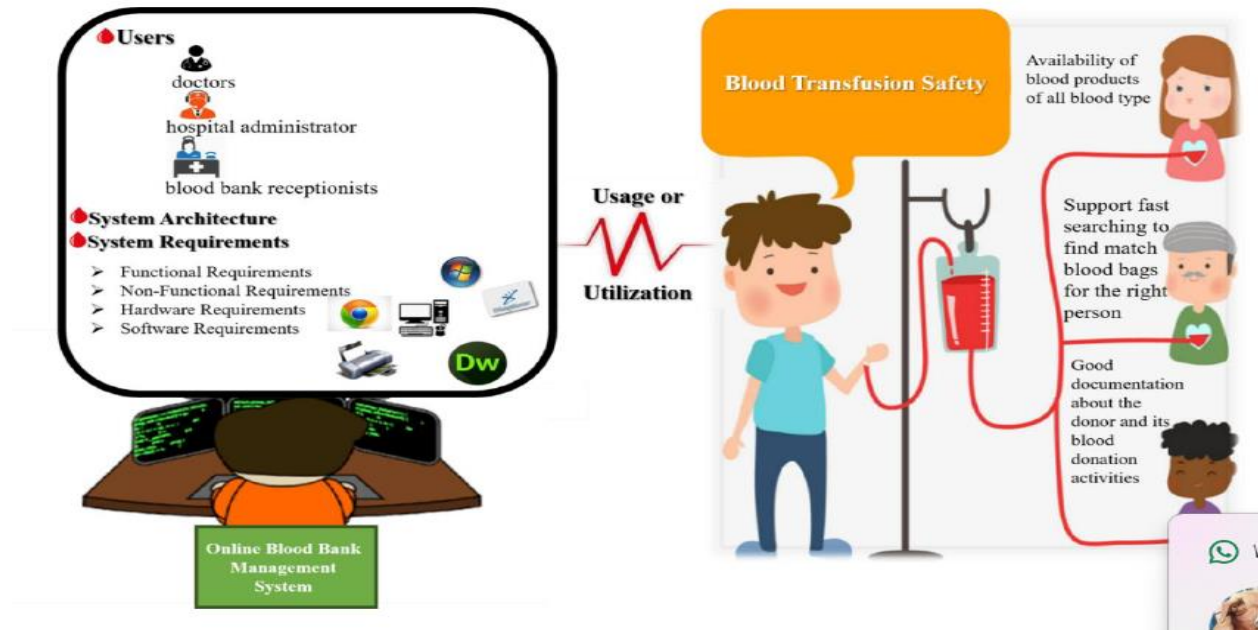 Users
doctors
hospital administrator
blood bank receptionists
System Architecture
System Requirements
Functional Requirements
Non-Functional Requirements
Hardware Requirements
Software Requirements
Dw
Online Blood Bank
Management
System
Usage or
Utilization
Blood Transfusion Safety
Availability of
blood products
of all blood type
Support fast
searching to
find match
blood bags
for the right
person
Good
documentation
about the
donor and its
blood
donation
activities